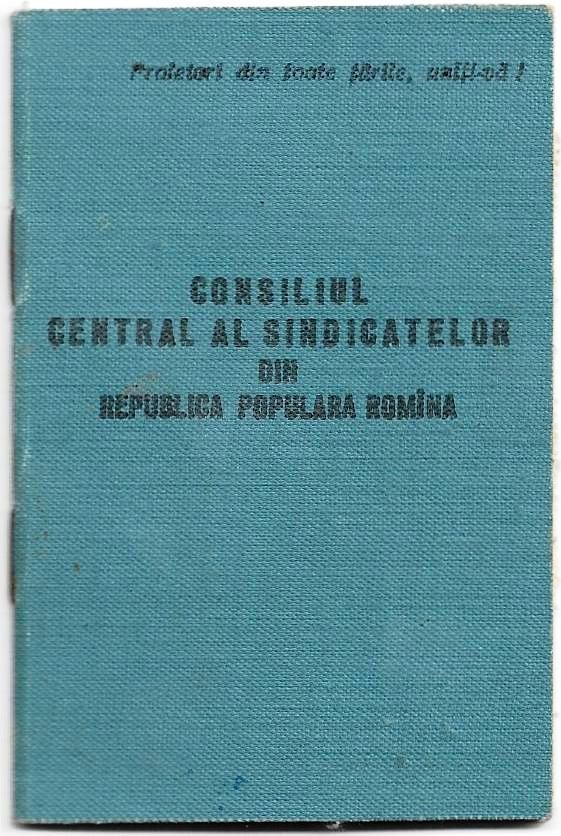 Proletari din toate țările, uniți-vă !
CONSILIUL
CENTRAL AL SINDICATELOR
DIN
REPUBLICA POPULARA ROMÎNA